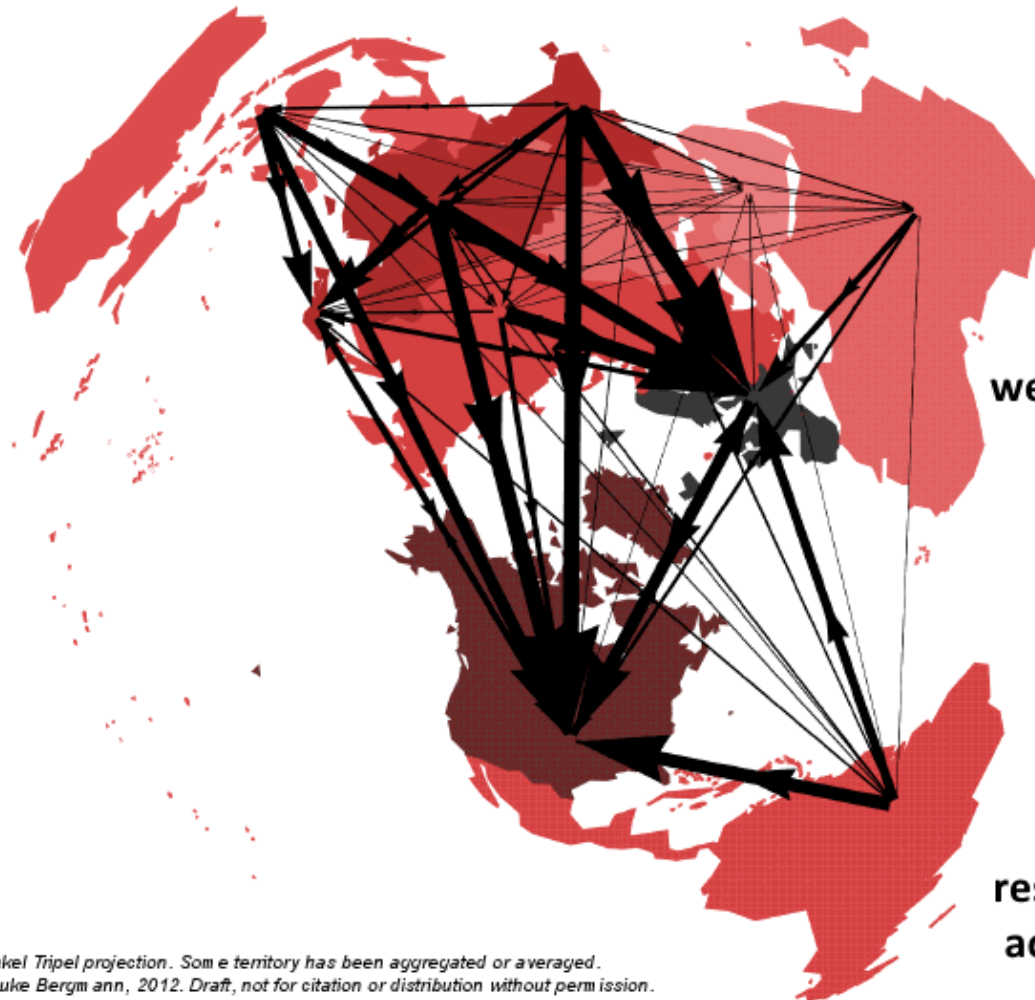 we
res
ac
kel Tripel projection. Some territory has been aggregated or averaged.
uke Bergmann, 2012. Draft, not for citation or distribution without permission.